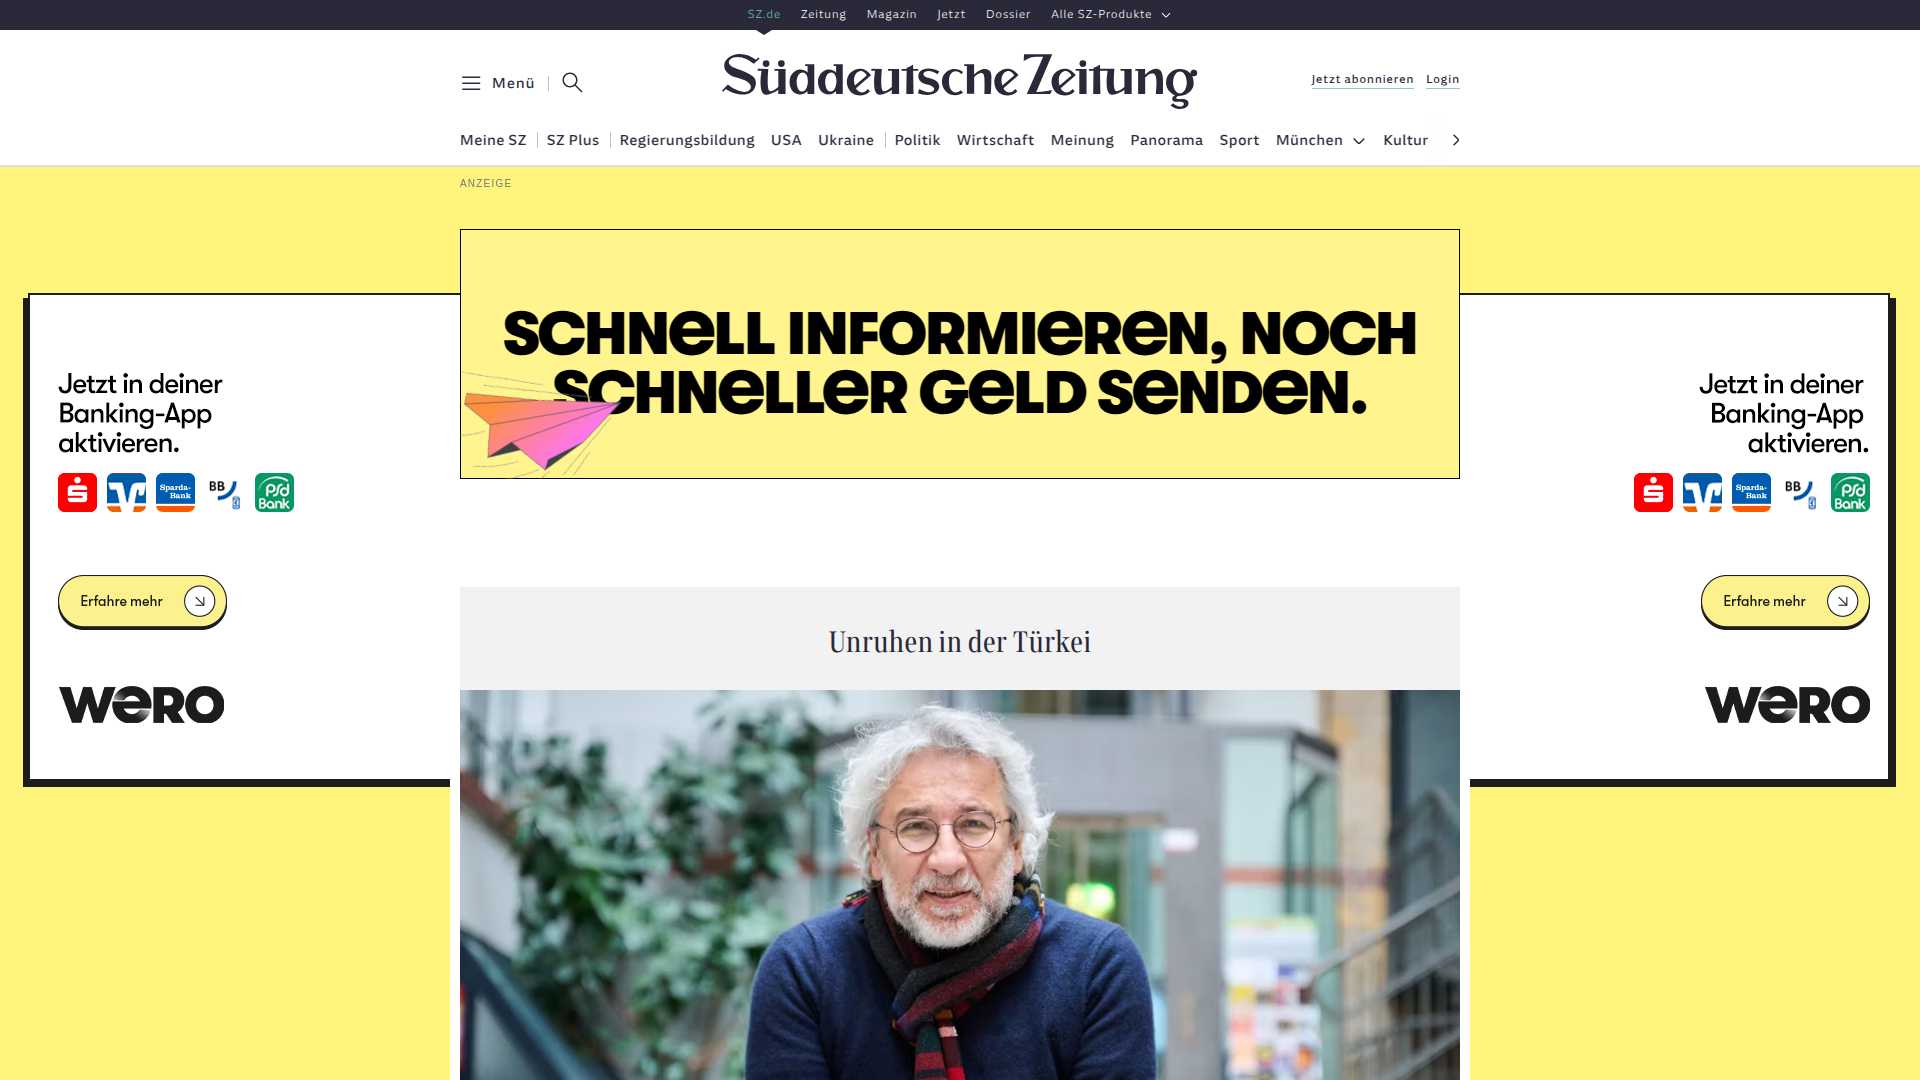 SZ.de Zeitung Magazin Jetzt Dossier Alle SZ-Produkte
Menü
Süddeutsche Zeitung
Jetzt abonnieren Login
Meine SZ SZ Plus Regierungsbildung USA Ukraine Politik Wirtschaft Meinung Panorama Sport München Kultur
ANZEIGE
SCHNELL INFORMIEREN, NOCH
SCHNELLER GELD SENDEN.
Jetzt in deiner
Banking-App
aktivieren.
Sparda-
Bank
BB
psd
Bank
Erfahre mehr
wero
Jetzt in deiner
Banking-App
aktivieren.
Sparda-
Bank
BB
psd
Bank
Erfahre mehr
wero
Unruhen in der Türkei